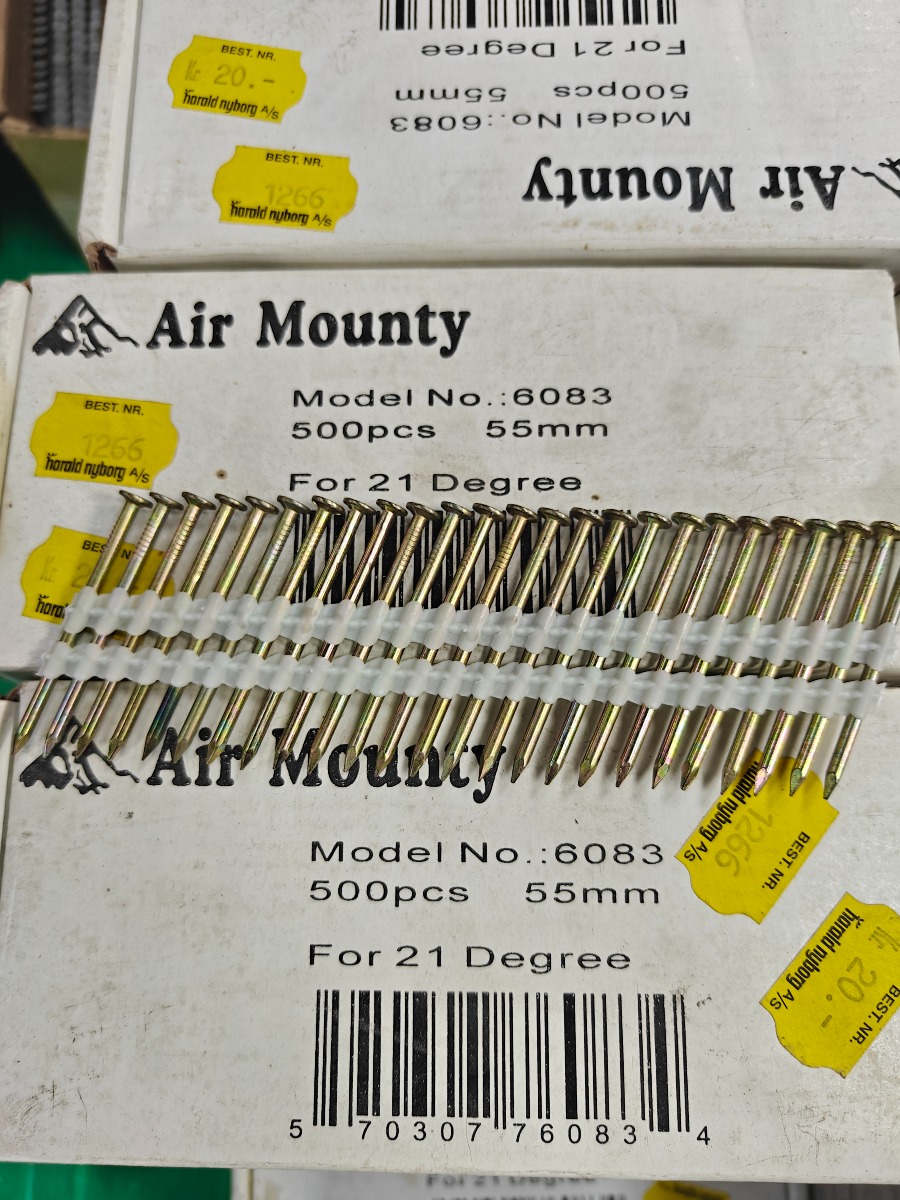 BEST. NR.
Kr. 20.-
harald nyborg A/S
BEST. NR.
1266
harald nyborg A/S
For 21 Degree
500pcs 55mm
Model No.:6083
Air Mounty
Air Mounty
Model No.:6083
500pcs 55mm
For 21 Degree
BEST. NR.
1266
harald nyborg A/S
Air Mounty
Model No.:6083
500pcs 55mm
For 21 Degree
5 70307 76083 4
BEST. NR.
1266
harald nyborg A/S
BEST. NR.
Kr. 20.-
harald nyborg A/S
For 21 Degree